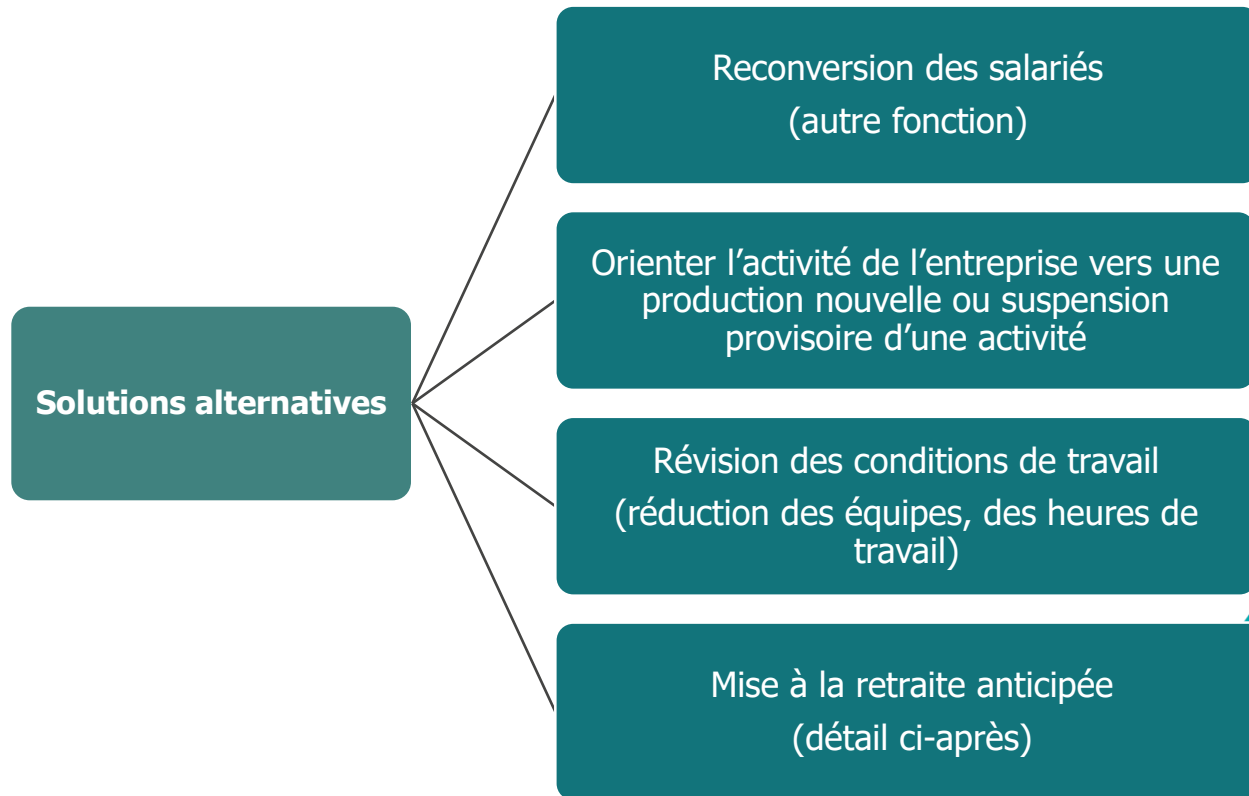 Reconversion des salariés
(autre fonction)
Orienter l’activité de l’entreprise vers une
production nouvelle ou suspension
provisoire d’une activité
Solutions alternatives
Révision des conditions de travail
(réduction des équipes, des heures de
travail)
Mise à la retraite anticipée
(détail ci-après)